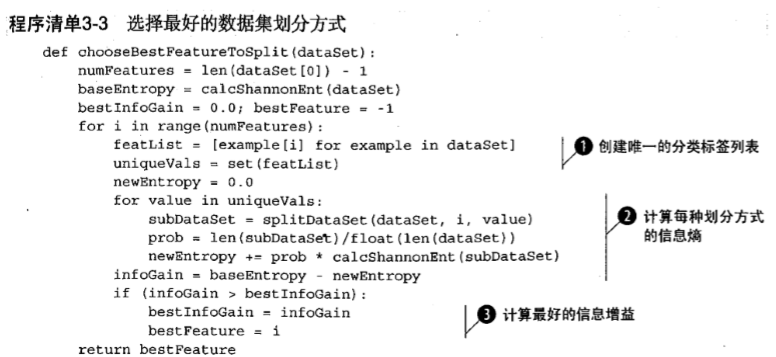 程序清单3-3 选择最好的数据集划分方式
def chooseBestFeatureToSplit(dataSet):
    numFeatures = len(dataSet[0]) - 1
    baseEntropy = calcShannonEnt(dataSet)
    bestInfoGain = 0.0; bestFeature = -1
    for i in range(numFeatures):
        featList = [example[i] for example in dataSet]
        uniqueVals = set(featList)
❶ 创建唯一的分类标签列表
        newEntropy = 0.0
        for value in uniqueVals:
            subDataSet = splitDataSet(dataSet, i, value)
            prob = len(subDataSet)/float(len(dataSet))
            newEntropy += prob * calcShannonEnt(subDataSet)
❷ 计算每种划分方式
的信息熵
        infoGain = baseEntropy - newEntropy
        if (infoGain > bestInfoGain):
            bestInfoGain = infoGain
            bestFeature = i
❸ 计算最好的信息增益
    return bestFeature